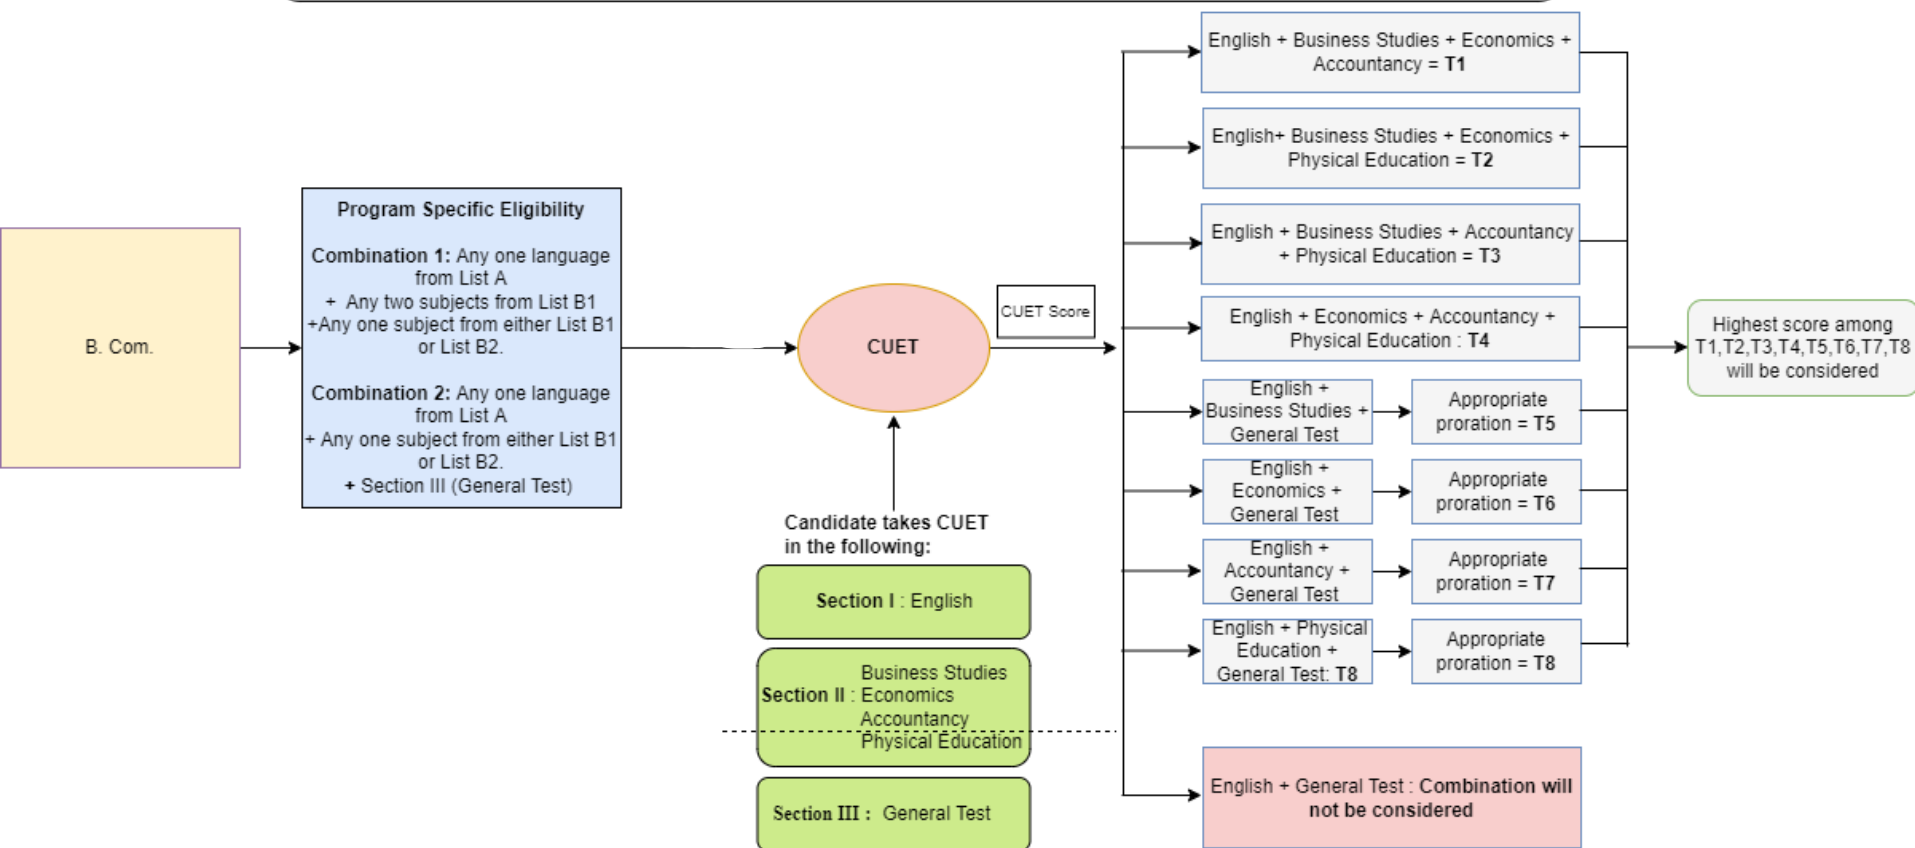 B. Com.
Program Specific Eligibility
Combination 1: Any one language
from List A
+ Any two subjects from List B1
+Any one subject from either List B1
or List B2.
Combination 2: Any one language
from List A
+ Any one subject from either List B1
or List B2.
+ Section III (General Test)
CUET
CUET Score
Candidate takes CUET
in the following:
Section I : English
Business Studies
Section II : Economics
Accountancy
Physical Education
Section III : General Test
English + Business Studies + Economics +
Accountancy = T1
English+ Business Studies + Economics +
Physical Education = T2
English + Business Studies + Accountancy
+ Physical Education = T3
English + Economics + Accountancy +
Physical Education : T4
English +
Business Studies +
General Test
Appropriate
proration = T5
English +
Economics +
General Test
Appropriate
proration = T6
English +
Accountancy +
General Test
Appropriate
proration = T7
English + Physical
Education +
General Test: T8
Appropriate
proration = T8
English + General Test : Combination will
not be considered
Highest score among
T1,T2,T3,T4,T5,T6,T7,T8
will be considered